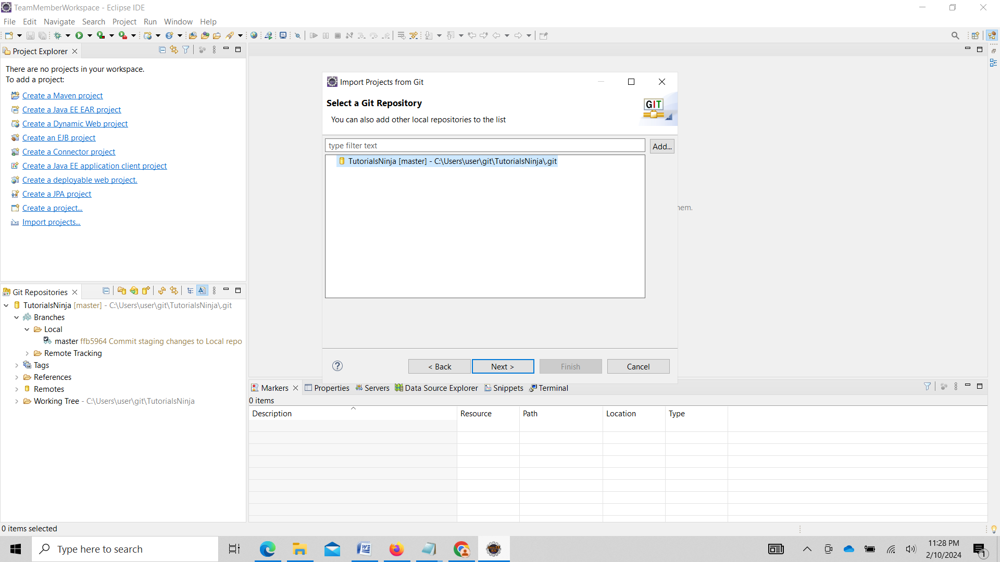 TeamMemberWorkspace - Eclipse IDE
File Edit Navigate Search Project Run Window Help
Project Explorer
There are no projects in your workspace.
To add a project:
Create a Maven project
Create a Java EE EAR project
Create a Dynamic Web project
Create an EJB project
Create a Connector project
Create a Java EE application client project
Create a deployable web project.
Create a JPA project
Create a project...
Import projects...
Import Projects from Git
Select a Git Repository
You can also add other local repositories to the list
GIT
type filter text
Add...
TutorialsNinja [master] - C:\Users\user\git\TutorialsNinja\.git
hem.
< Back Next > Finish Cancel
Git Repositories
TutorialsNinja [master] - C:\Users\user\git\TutorialsNinja\.git
Branches
Local
master ffb5964 Commit staging changes to Local repo
Remote Tracking
Tags
References
Remotes
Working Tree - C:\Users\user\git\TutorialsNinja
Markers Properties Servers Data Source Explorer Snippets Terminal
0 items
Description Resource Path Location Type
0 items selected
Type here to search
11:28 PM
2/10/2024
1